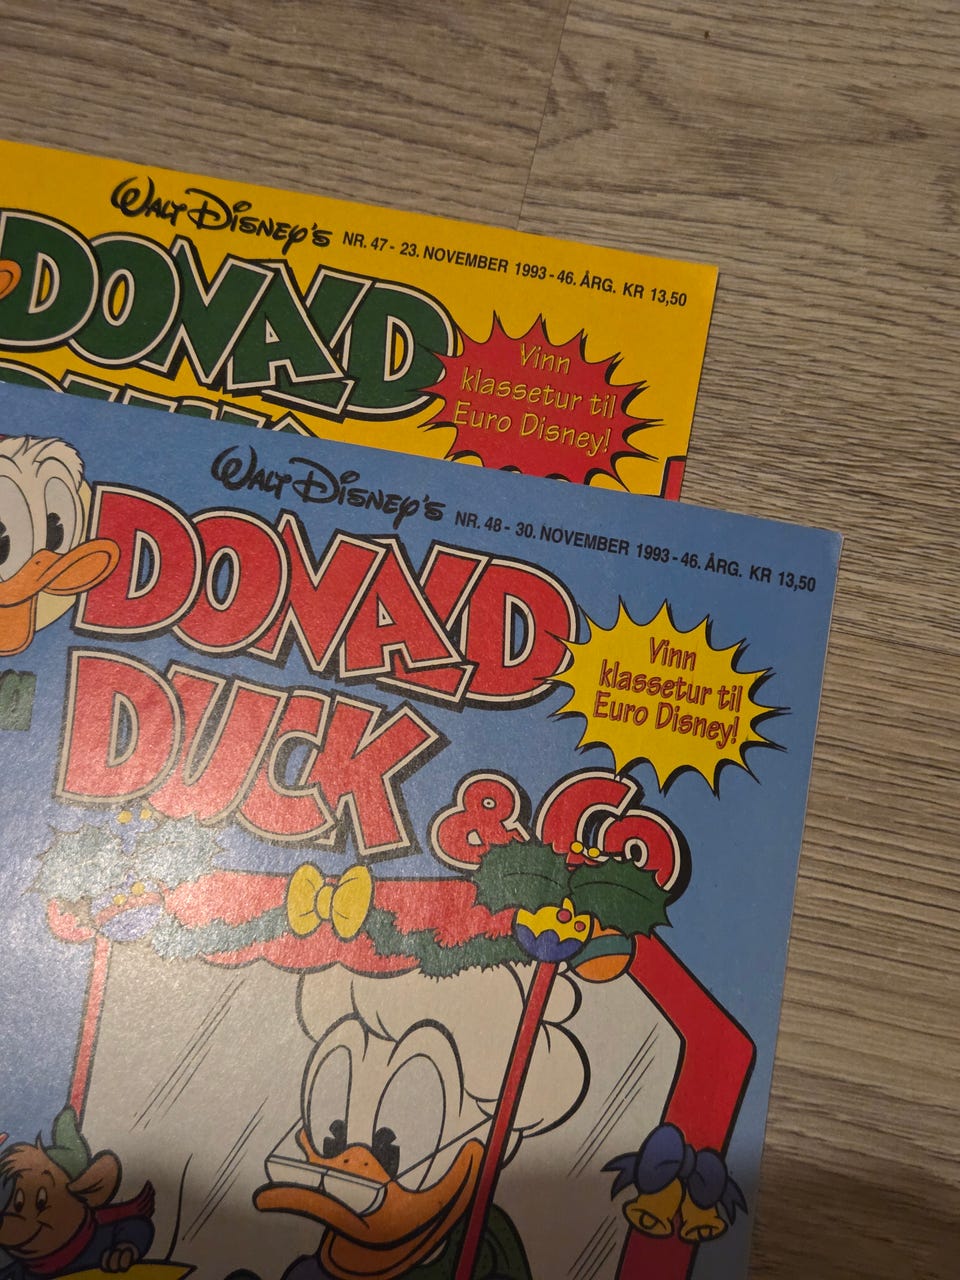 WALT DISNEY'S NR. 47 - 23. NOVEMBER 1993 - 46. ÅRG. KR 13,50
DONALD
Vinn
klassetur til
Euro Disney!
WALT DISNEY'S NR. 48 - 30. NOVEMBER 1993 - 46. ÅRG. KR 13,50
DONALD
DUCK & Co
Vinn
klassetur til
Euro Disney!